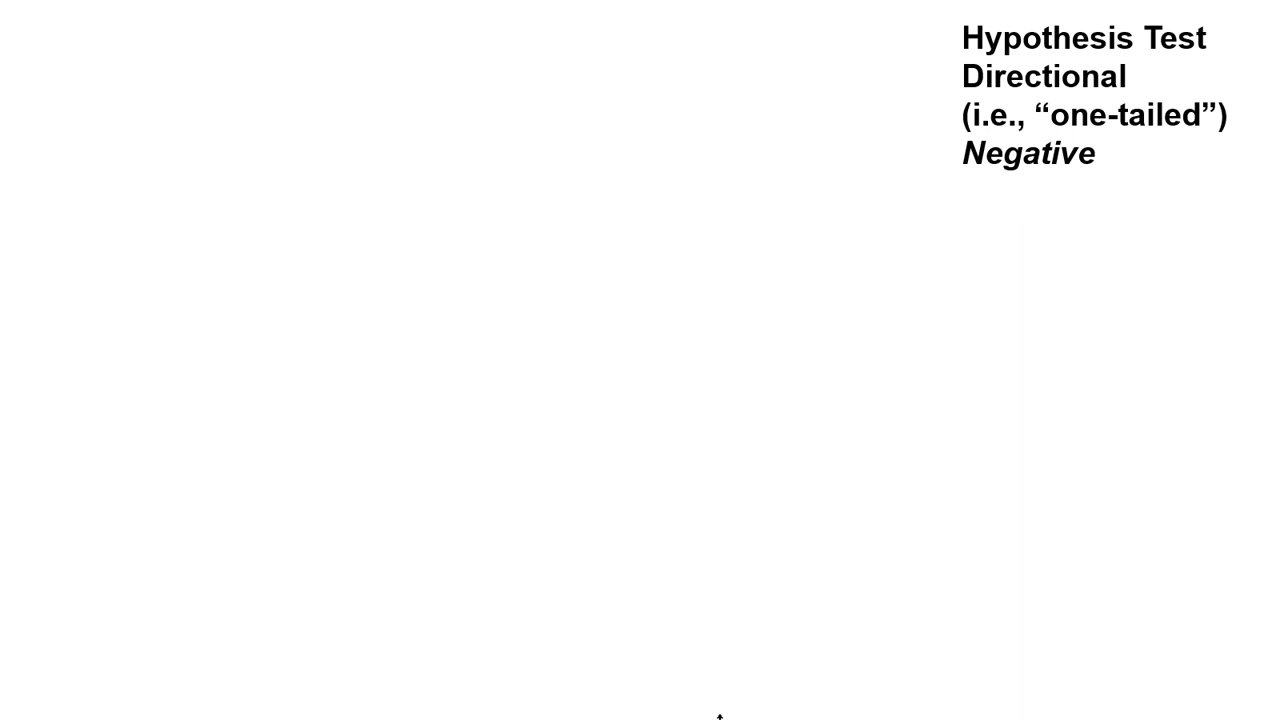 Hypothesis Test
Directional
(i.e., “one-tailed”)
Negative